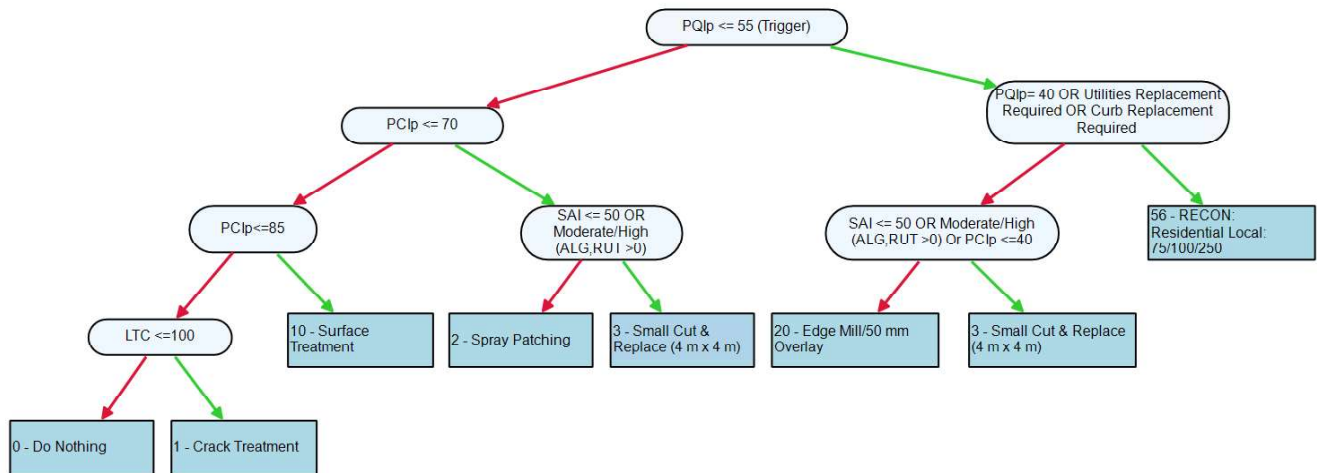 PQIp <= 55 (Trigger)
PCIp <= 70
PQIp= 40 OR Utilities Replacement
Required OR Curb Replacement
Required
PCIp<=85
SAI <= 50 OR
Moderate/High
(ALG,RUT >0)
SAI <= 50 OR Moderate/High
(ALG,RUT >0) Or PCIp <=40
56 - RECON:
Residential Local:
75/100/250
LTC <=100
10 - Surface
Treatment
2 - Spray Patching
3 - Small Cut &
Replace (4 m x 4 m)
20 - Edge Mill/50 mm
Overlay
3 - Small Cut & Replace
(4 m x 4 m)
0 - Do Nothing
1 - Crack Treatment